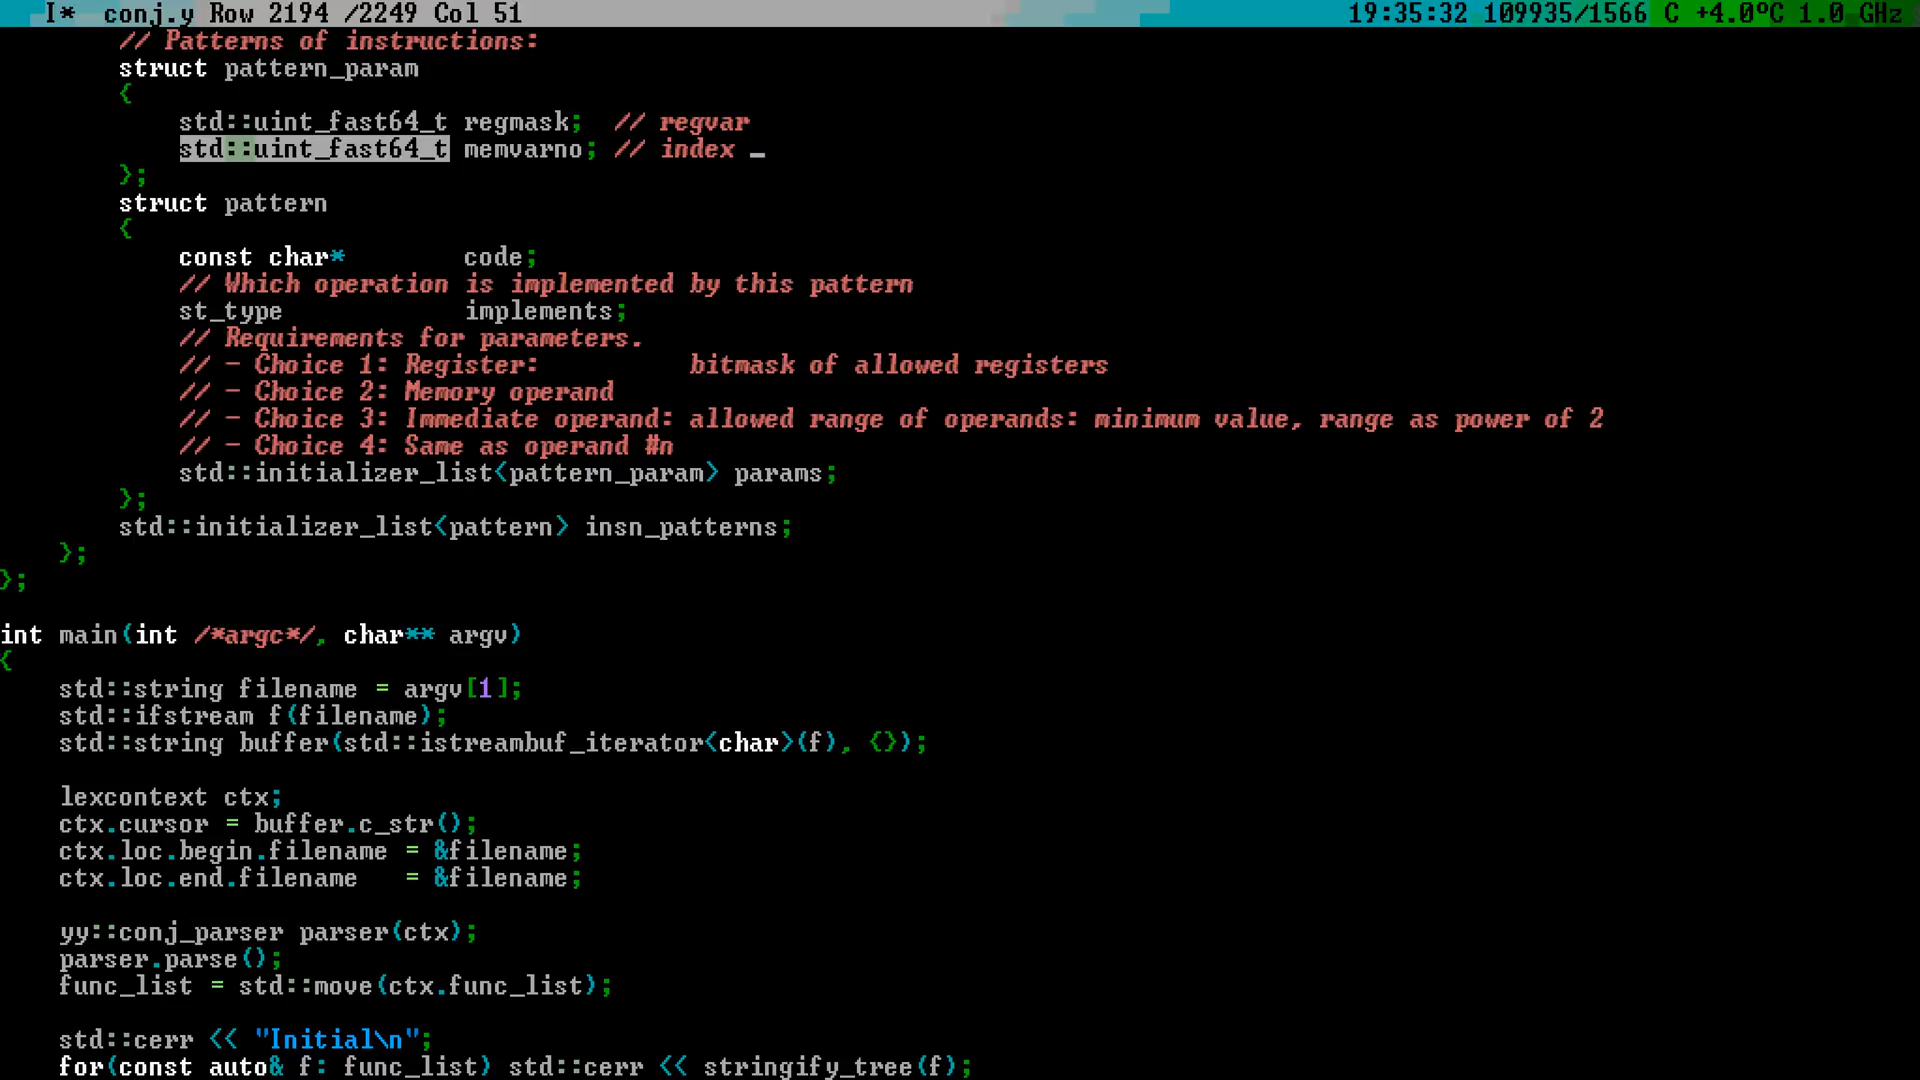 I* conj.y Row 2194 /2249 Col 51 19:35:32 109935/1566 C +4.0°C 1.0 GHz
// Patterns of instructions:
struct pattern_param
{
std::uint_fast64_t regmask; // regvar
std::uint_fast64_t memvarno; // index _
};
struct pattern
{
const char* code;
// Which operation is implemented by this pattern
st_type implements;
// Requirements for parameters.
// - Choice 1: Register: bitmask of allowed registers
// - Choice 2: Memory operand
// - Choice 3: Immediate operand: allowed range of operands: minimum value, range as power of 2
// - Choice 4: Same as operand #n
std::initializer_list<pattern_param> params;
};
std::initializer_list<pattern> insn_patterns;
};
};
int main(int /*argc*/, char** argv)
{
std::string filename = argv[1];
std::ifstream f(filename);
std::string buffer(std::istreambuf_iterator<char>(f), {});
lexcontext ctx;
ctx.cursor = buffer.c_str();
ctx.loc.begin.filename = &filename;
ctx.loc.end.filename = &filename;
yy::conj_parser parser(ctx);
parser.parse();
func_list = std::move(ctx.func_list);
std::cerr << "Initial\n";
for(const auto& f: func_list) std::cerr << stringify_tree(f);